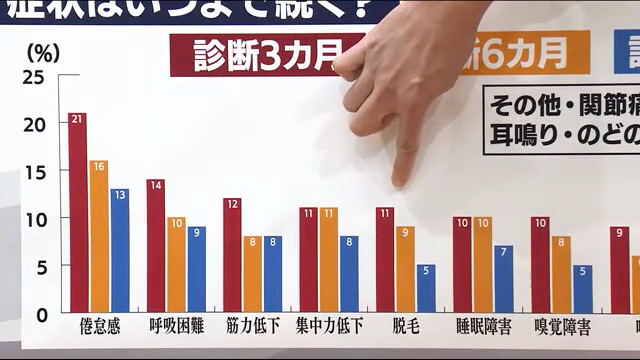 症状はいつまで続く?
(%)
診断3カ月
断6カ月
その他・関節痛
耳鳴り・のどの
25
20
15
10
5
0
21 16 13
14 10 9
12 8 8
11 11 8
11 9 5
10 10 7
10 8 5
9
倦怠感 呼吸困難 筋力低下 集中力低下 脱毛 睡眠障害 嗅覚障害